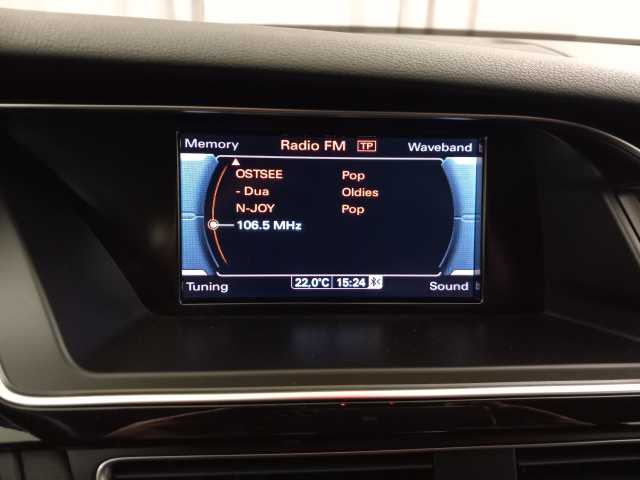 Memory Radio FM TP Waveband
OSTSEE Pop
- Dua Oldies
N-JOY Pop
106.5 MHz
22,0°C 15:24
Tuning Sound